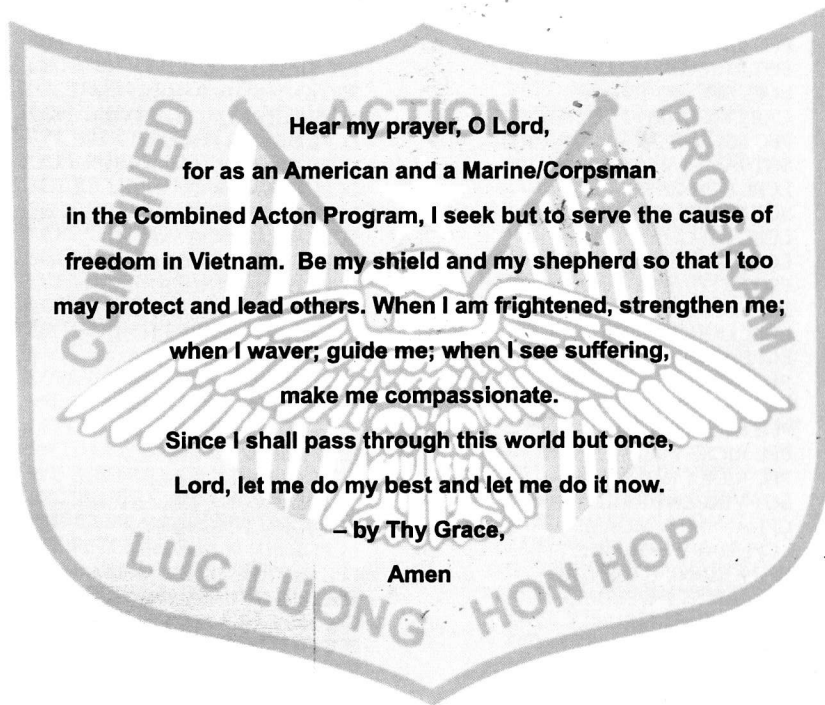 COMBINED ACTION PROGRAM
Hear my prayer, O Lord,
for as an American and a Marine/Corpsman
in the Combined Acton Program, I seek but to serve the cause of
freedom in Vietnam. Be my shield and my shepherd so that I too
may protect and lead others. When I am frightened, strengthen me;
when I waver; guide me; when I see suffering,
make me compassionate.
Since I shall pass through this world but once,
Lord, let me do my best and let me do it now.
– by Thy Grace,
Amen
LUC LUONG HON HOP